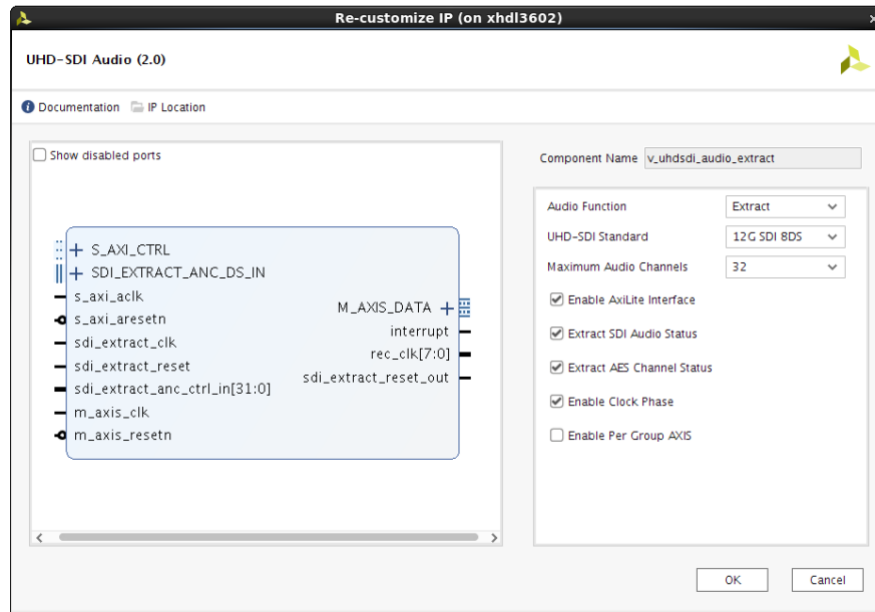 Re-customize IP (on xhdl3602)
UHD-SDI Audio (2.0)
Documentation IP Location
Show disabled ports
S_AXI_CTRL
SDI_EXTRACT_ANC_DS_IN
s_axi_aclk
s_axi_aresetn
sdi_extract_clk
sdi_extract_reset
sdi_extract_anc_ctrl_in[31:0]
m_axis_clk
m_axis_resetn
M_AXIS_DATA
interrupt
rec_clk[7:0]
sdi_extract_reset_out
Component Name v_uhdsdi_audio_extract
Audio Function Extract
UHD-SDI Standard 12G SDI 8DS
Maximum Audio Channels 32
Enable AxiLite Interface
Extract SDI Audio Status
Extract AES Channel Status
Enable Clock Phase
Enable Per Group AXIS
OK Cancel